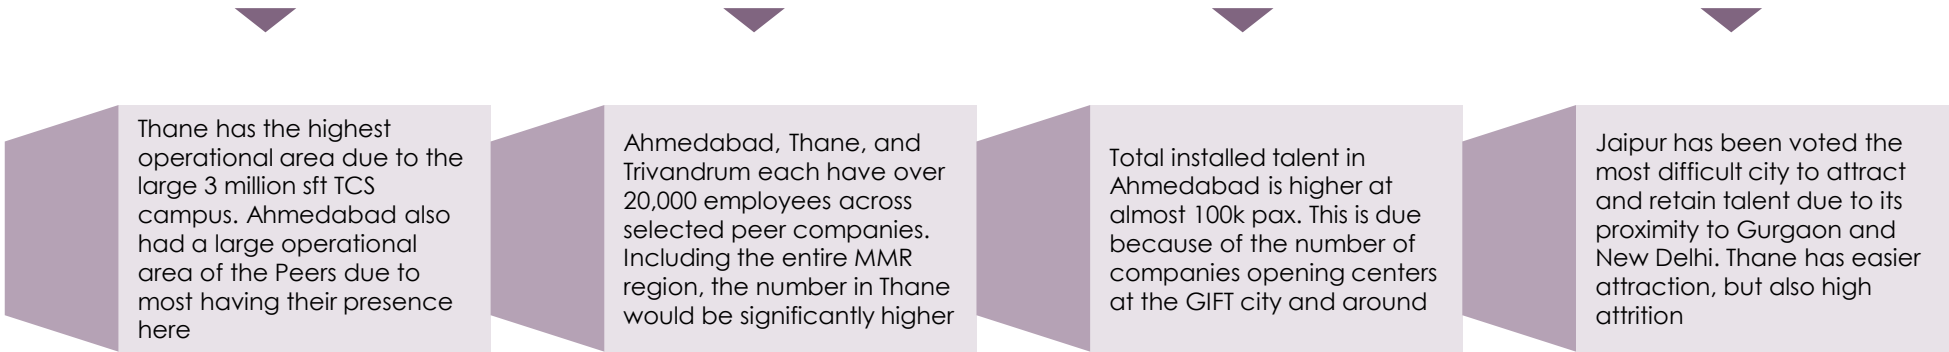 Thane has the highest
operational area due to the
large 3 million sft TCS
campus. Ahmedabad also
had a large operational
area of the Peers due to
most having their presence
here
Ahmedabad, Thane, and
Trivandrum each have over
20,000 employees across
selected peer companies.
Including the entire MMR
region, the number in Thane
would be significantly higher
Total installed talent in
Ahmedabad is higher at
almost 100k pax. This is due
because of the number of
companies opening centers
at the GIFT city and around
Jaipur has been voted the
most difficult city to attract
and retain talent due to its
proximity to Gurgaon and
New Delhi. Thane has easier
attraction, but also high
attrition